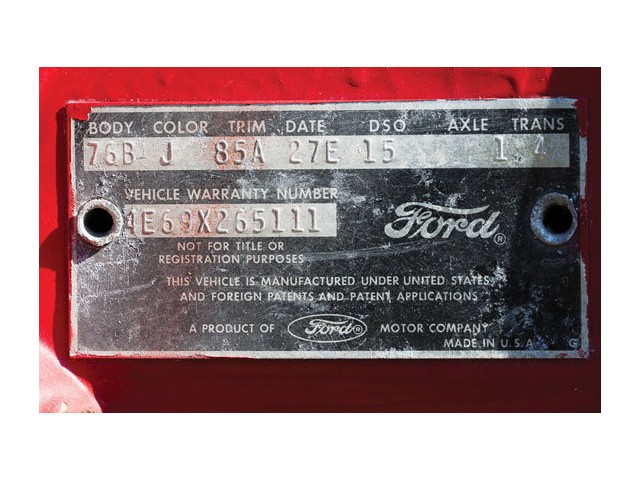 BODY COLOR TRIM DATE DSO AXLE TRANS
76B J 85A 27E 15 1 4
VEHICLE WARRANTY NUMBER
4E69X265111
Ford
NOT FOR TITLE OR
REGISTRATION PURPOSES
THIS VEHICLE IS MANUFACTURED UNDER UNITED STATES
AND FOREIGN PATENTS AND PATENT APPLICATIONS
A PRODUCT OF Ford MOTOR COMPANY
MADE IN U.S.A. G